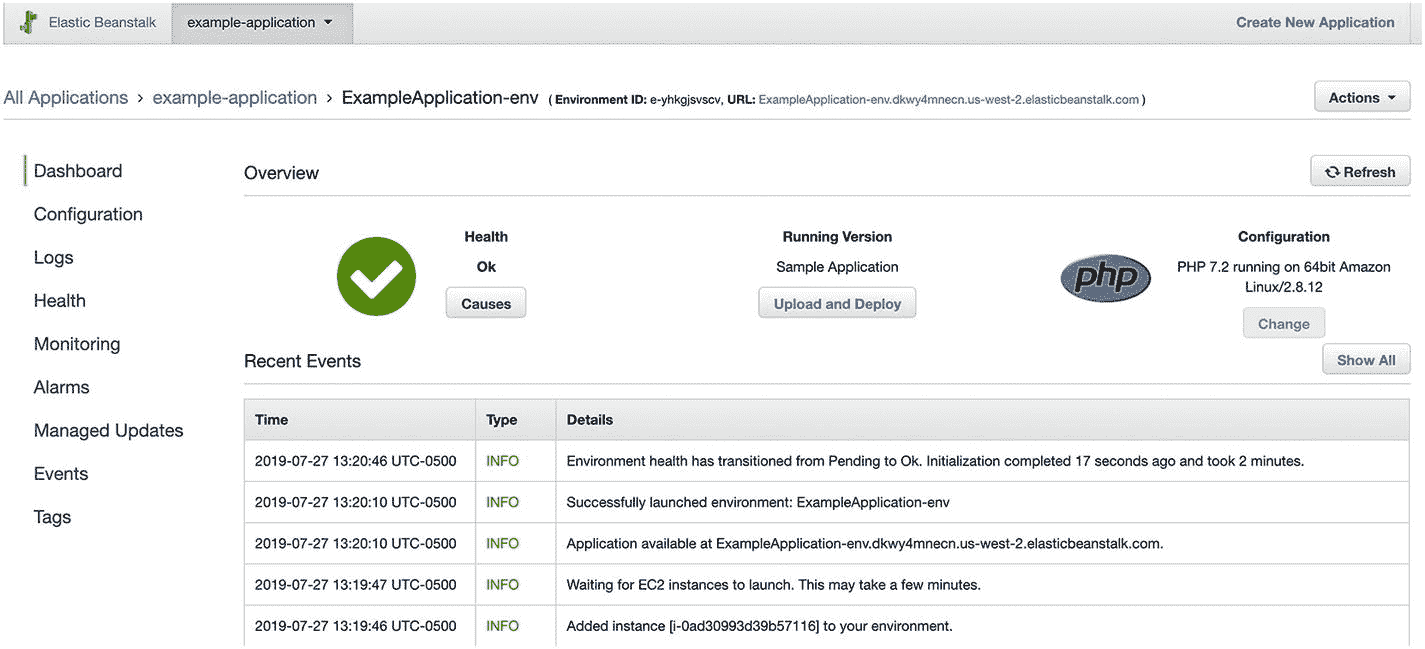 Elastic Beanstalk example-application Create New Application
All Applications › example-application › ExampleApplication-env ( Environment ID: e-yhkgjsvscv, URL: ExampleApplication-env.dkwy4mnecn.us-west-2.elasticbeanstalk.com )
Actions
Dashboard
Configuration
Logs
Health
Monitoring
Alarms
Managed Updates
Events
Tags
Overview
Refresh
Health
Ok
Causes
Running Version
Sample Application
Upload and Deploy
php
Configuration
PHP 7.2 running on 64bit Amazon
Linux/2.8.12
Change
Recent Events
Show All
Time Type Details
2019-07-27 13:20:46 UTC-0500 INFO Environment health has transitioned from Pending to Ok. Initialization completed 17 seconds ago and took 2 minutes.
2019-07-27 13:20:10 UTC-0500 INFO Successfully launched environment: ExampleApplication-env
2019-07-27 13:20:10 UTC-0500 INFO Application available at ExampleApplication-env.dkwy4mnecn.us-west-2.elasticbeanstalk.com.
2019-07-27 13:19:47 UTC-0500 INFO Waiting for EC2 instances to launch. This may take a few minutes.
2019-07-27 13:19:46 UTC-0500 INFO Added instance [i-0ad30993d39b57116] to your environment.